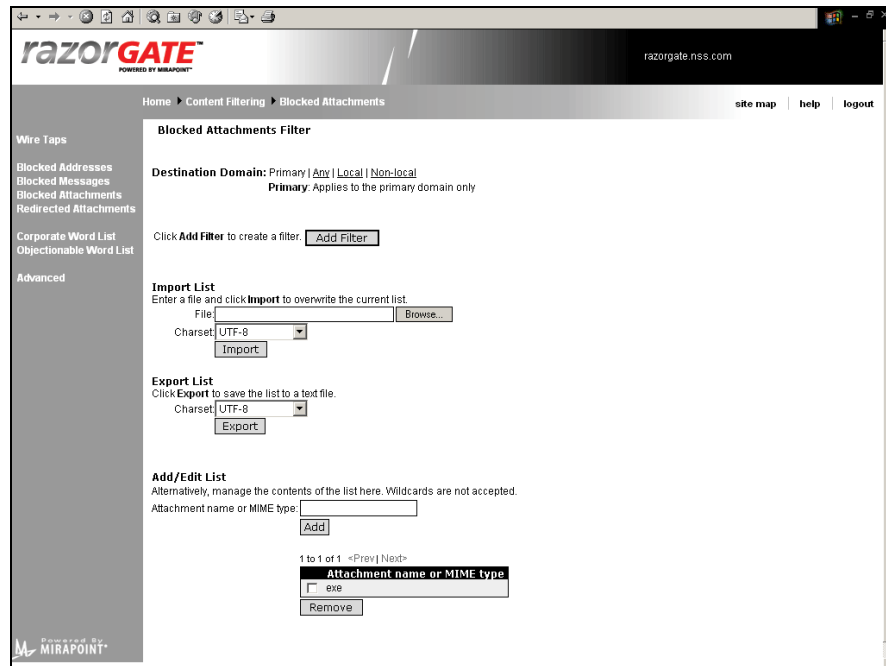 razorGATE™
POWERED BY MIRAPOINT®
razorgate.nss.com
Home Content Filtering Blocked Attachments
site map help logout
Wire Taps
Blocked Addresses
Blocked Messages
Blocked Attachments
Redirected Attachments
Corporate Word List
Objectionable Word List
Advanced
Blocked Attachments Filter
Destination Domain: Primary | Any | Local | Non-local
Primary: Applies to the primary domain only
Click Add Filter to create a filter. Add Filter
Import List
Enter a file and click Import to overwrite the current list.
File: Browse...
Charset: UTF-8
Import
Export List
Click Export to save the list to a text file.
Charset: UTF-8
Export
Add/Edit List
Alternatively, manage the contents of the list here. Wildcards are not accepted.
Attachment name or MIME type:
Add
1 to 1 of 1 <Prev | Next>
Attachment name or MIME type
exe
Remove
Powered By
MIRAPOINT®